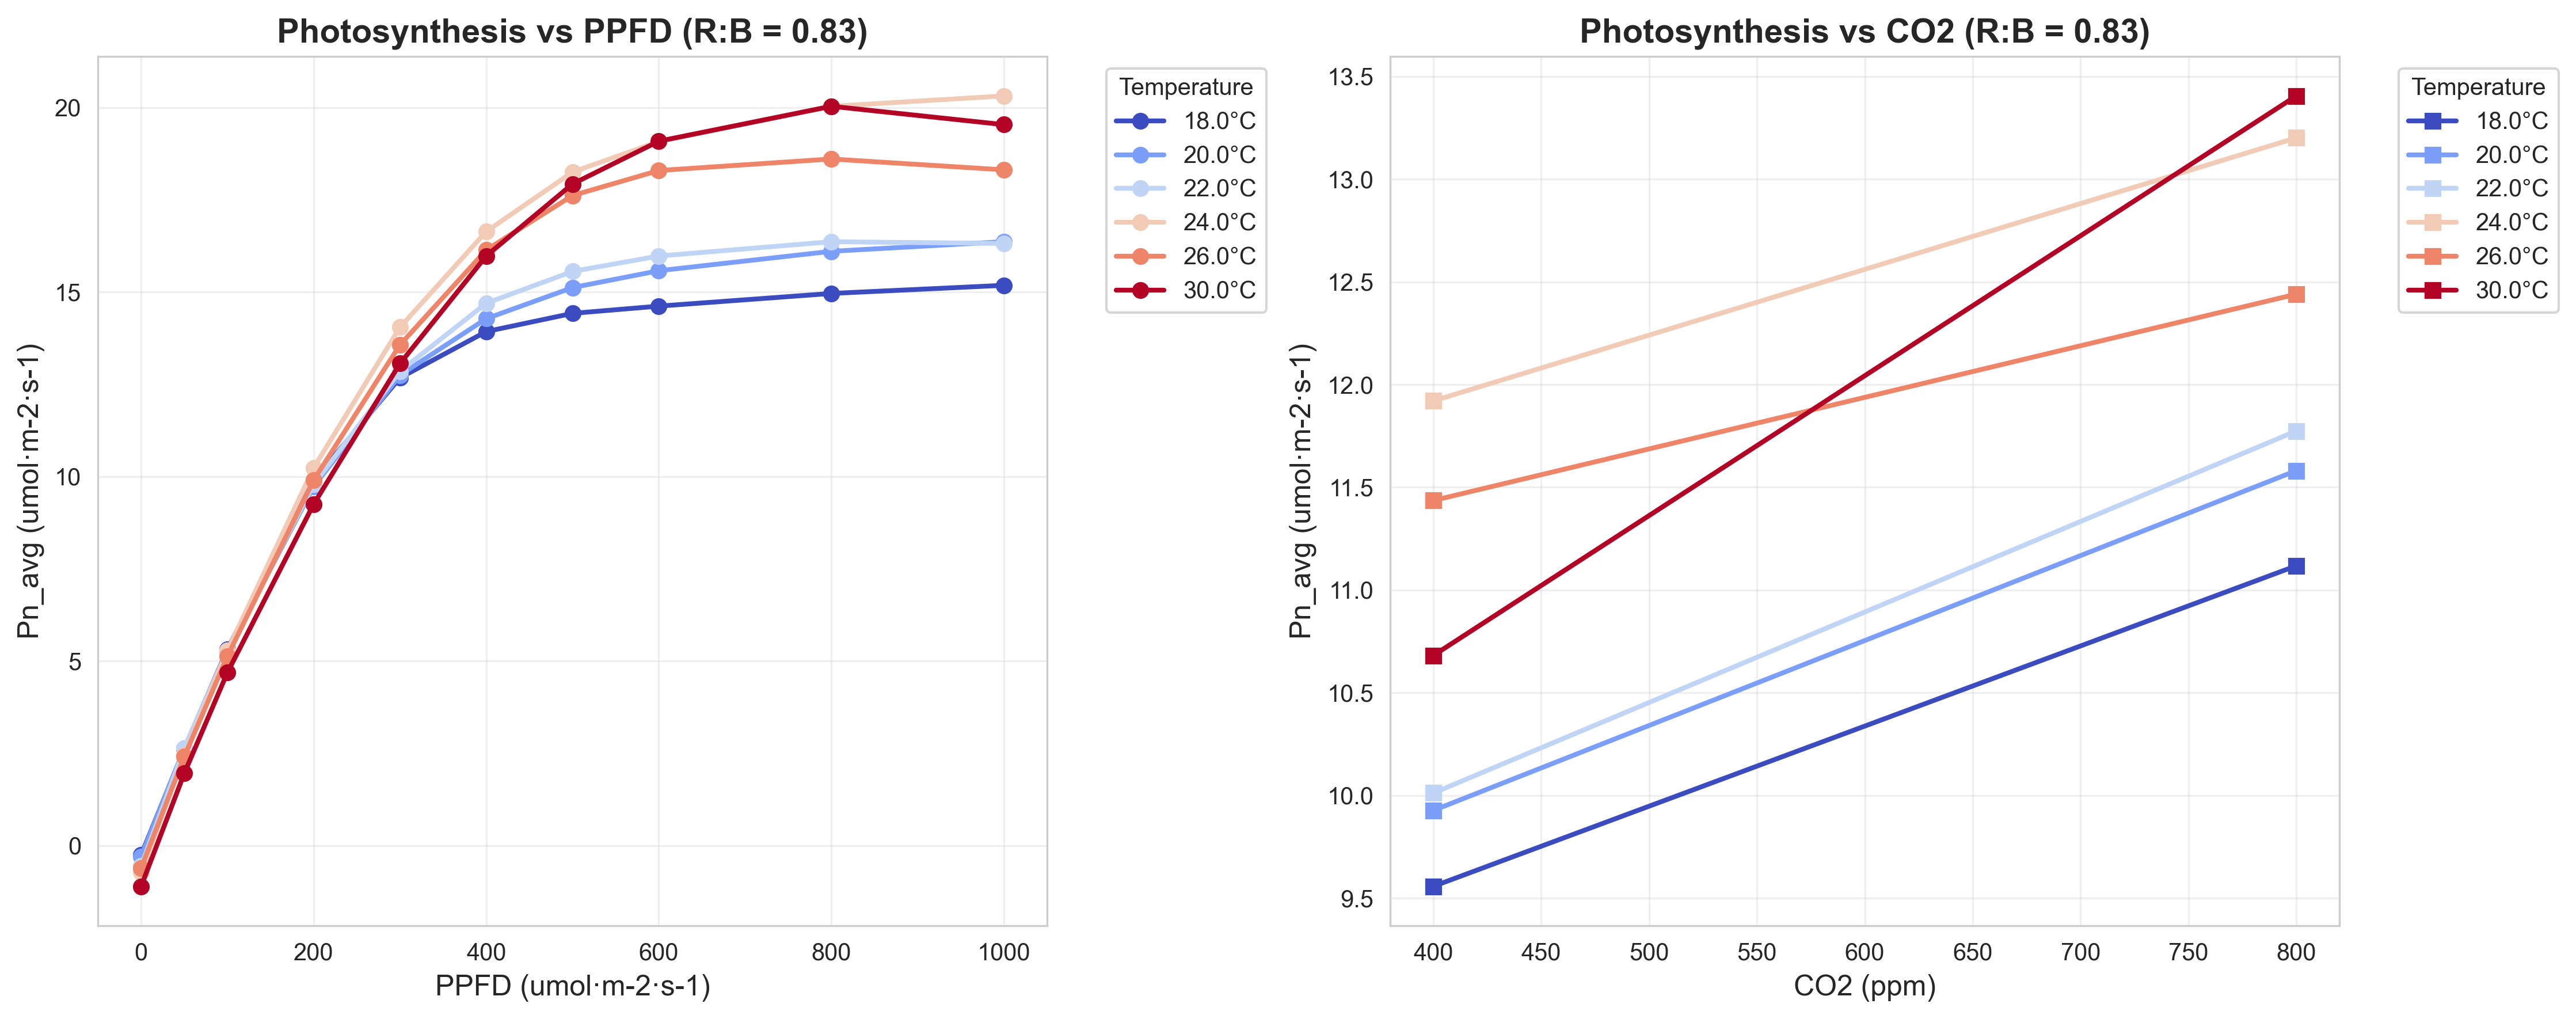 Photosynthesis vs PPFD (R:B = 0.83)
Pn_avg (umol·m-2·s-1)
20
15
10
5
0
0 200 400 600 800 1000
PPFD (umol·m-2·s-1)
Temperature
18.0°C
20.0°C
22.0°C
24.0°C
26.0°C
30.0°C
Photosynthesis vs CO2 (R:B = 0.83)
Pn_avg (umol·m-2·s-1)
13.5
13.0
12.5
12.0
11.5
11.0
10.5
10.0
9.5
400 450 500 550 600 650 700 750 800
CO2 (ppm)
Temperature
18.0°C
20.0°C
22.0°C
24.0°C
26.0°C
30.0°C